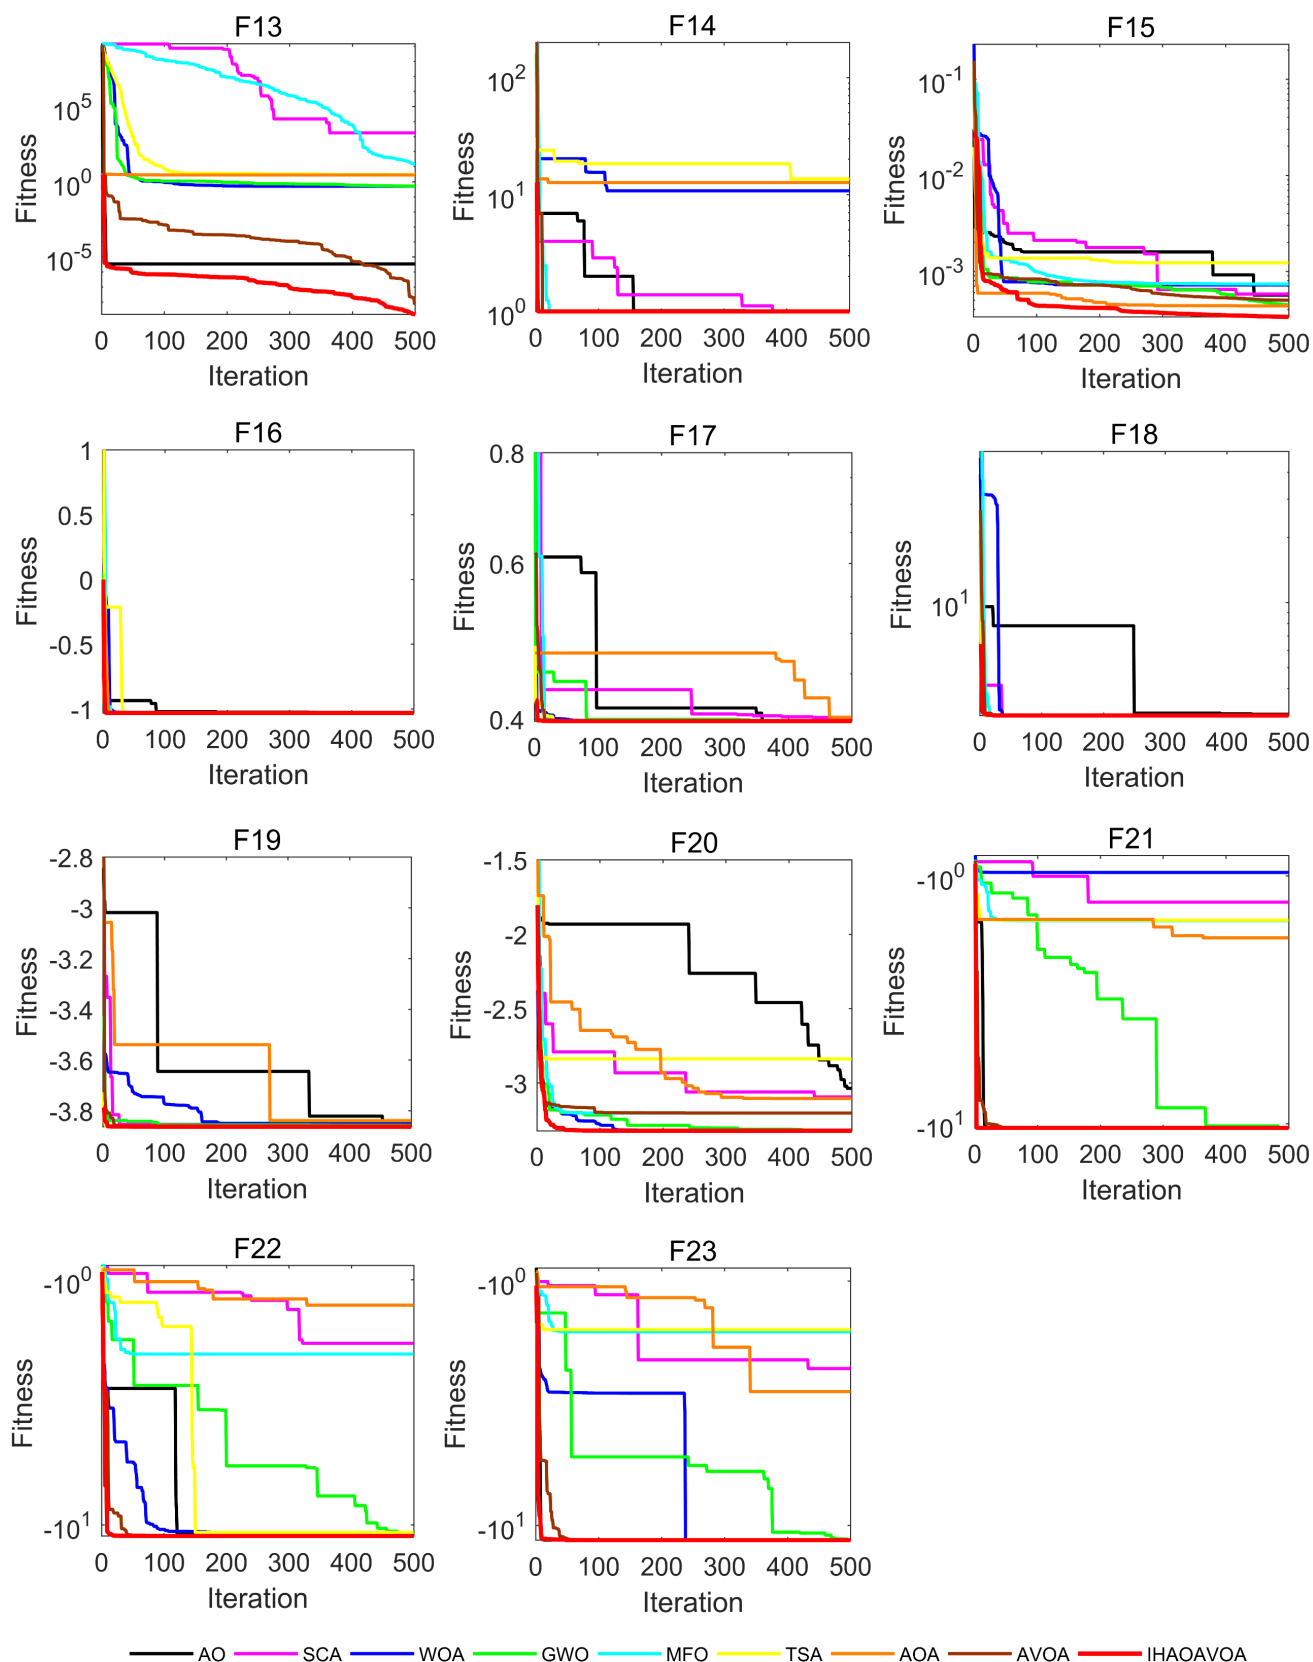 F13
F14
F15
Fitness
10^5
10^0
10^-5
0 100 200 300 400 500
Iteration
Fitness
10^2
10^1
10^0
0 100 200 300 400 500
Iteration
Fitness
10^-1
10^-2
10^-3
0 100 200 300 400 500
Iteration
F16
F17
F18
Fitness
1
0.5
0
-0.5
-1
0 100 200 300 400 500
Iteration
Fitness
0.8
0.6
0.4
0 100 200 300 400 500
Iteration
Fitness
10^1
0 100 200 300 400 500
Iteration
F19
F20
F21
Fitness
-2.8
-3
-3.2
-3.4
-3.6
-3.8
0 100 200 300 400 500
Iteration
Fitness
-1.5
-2
-2.5
-3
0 100 200 300 400 500
Iteration
Fitness
-10^0
-10^1
0 100 200 300 400 500
Iteration
F22
F23
Fitness
-10^0
-10^1
0 100 200 300 400 500
Iteration
Fitness
-10^0
-10^1
0 100 200 300 400 500
Iteration
AO SCA WOA GWO MFO TSA AOA AVOA IHAOAVOA